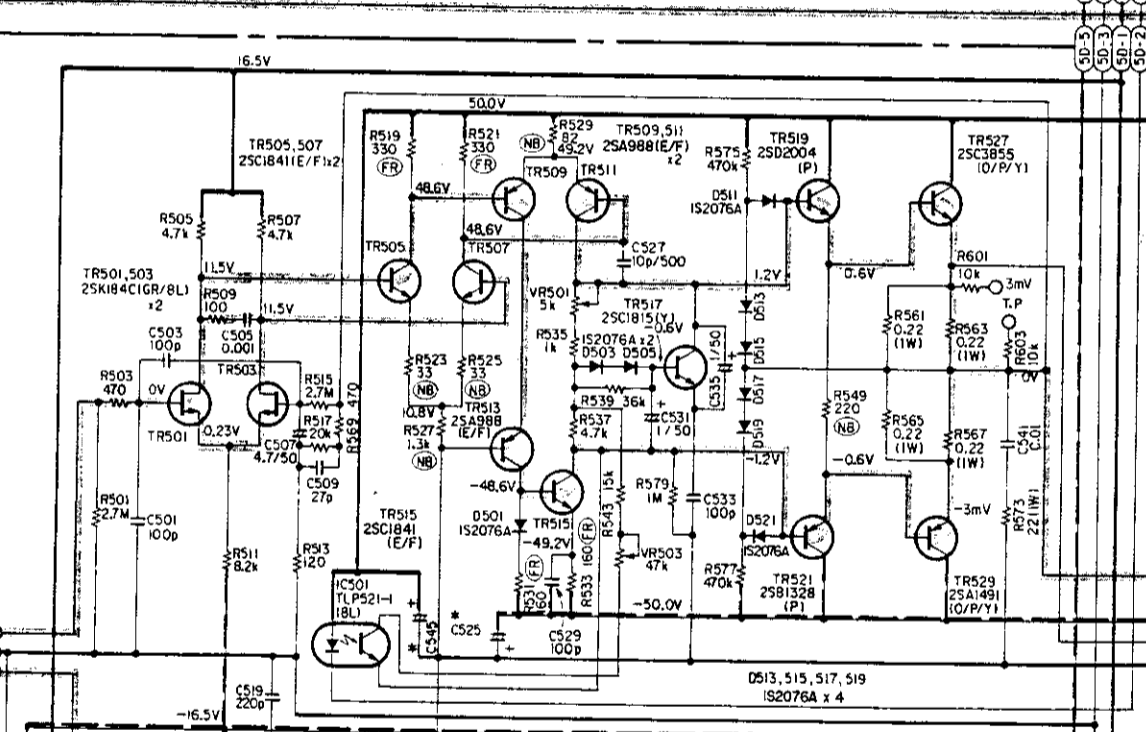 5D-5
5D-3
5D-1
5D-2
16.5V
50.0V
TR505,507
2SC1841(E/F)x2
R519
330
FR
R521
330
FR
NB
R529
82
49.2V
TR509
TR509,511
2SA988(E/F)
x2
TR511
R575
470k
TR519
2SD2004
(P)
TR527
2SC3855
(O/P/Y)
D511
1S2076A
48.6V
48.6V
R505
4.7k
R507
4.7k
TR505
TR507
C527
10p/500
11.5V
1.2V
0.6V
R601
10k
3mV
T.P
TR501,503
2SK184C(GR/BL)
x2
R509
100
C505
0.001
11.5V
VR501
5k
TR517
2SC1815(Y)
-0.6V
D513
R561
0.22
(1W)
R563
0.22
(1W)
R603
10k
C503
100p
R535
1k
1S2076A x2
D503
D505
C535
1/50
D515
0V
R503
470
0V
TR503
R515
2.7M
R569
470
R523
33
NB
R525
33
NB
R539
36k
D517
TR501
0.23V
R517
20k
C507
4.7/50
10.8V
R527
1.3k
NB
TR513
2SA988
(E/F)
R537
4.7k
C531
1/50
D519
R549
220
NB
R565
0.22
(1W)
R567
0.22
(1W)
C541
0.01
C509
27p
-48.6V
-1.2V
-0.6V
R501
2.7M
C501
100p
R543
15k
R579
1M
C533
100p
R573
22(1W)
-3mV
TR515
2SC1841
(E/F)
D501
1S2076A
TR515
-49.2V
D521
1S2076A
R511
8.2k
R513
120
IC501
TLP521-1
(BL)
R531
160
FR
R533
160
FR
VR503
47k
R577
470k
TR521
2SB1328
(P)
TR529
2SA1491
(O/P/Y)
-50.0V
*
C545
*
C525
C529
100p
D513,515,517,519
1S2076A x 4
C519
220p
-16.5V